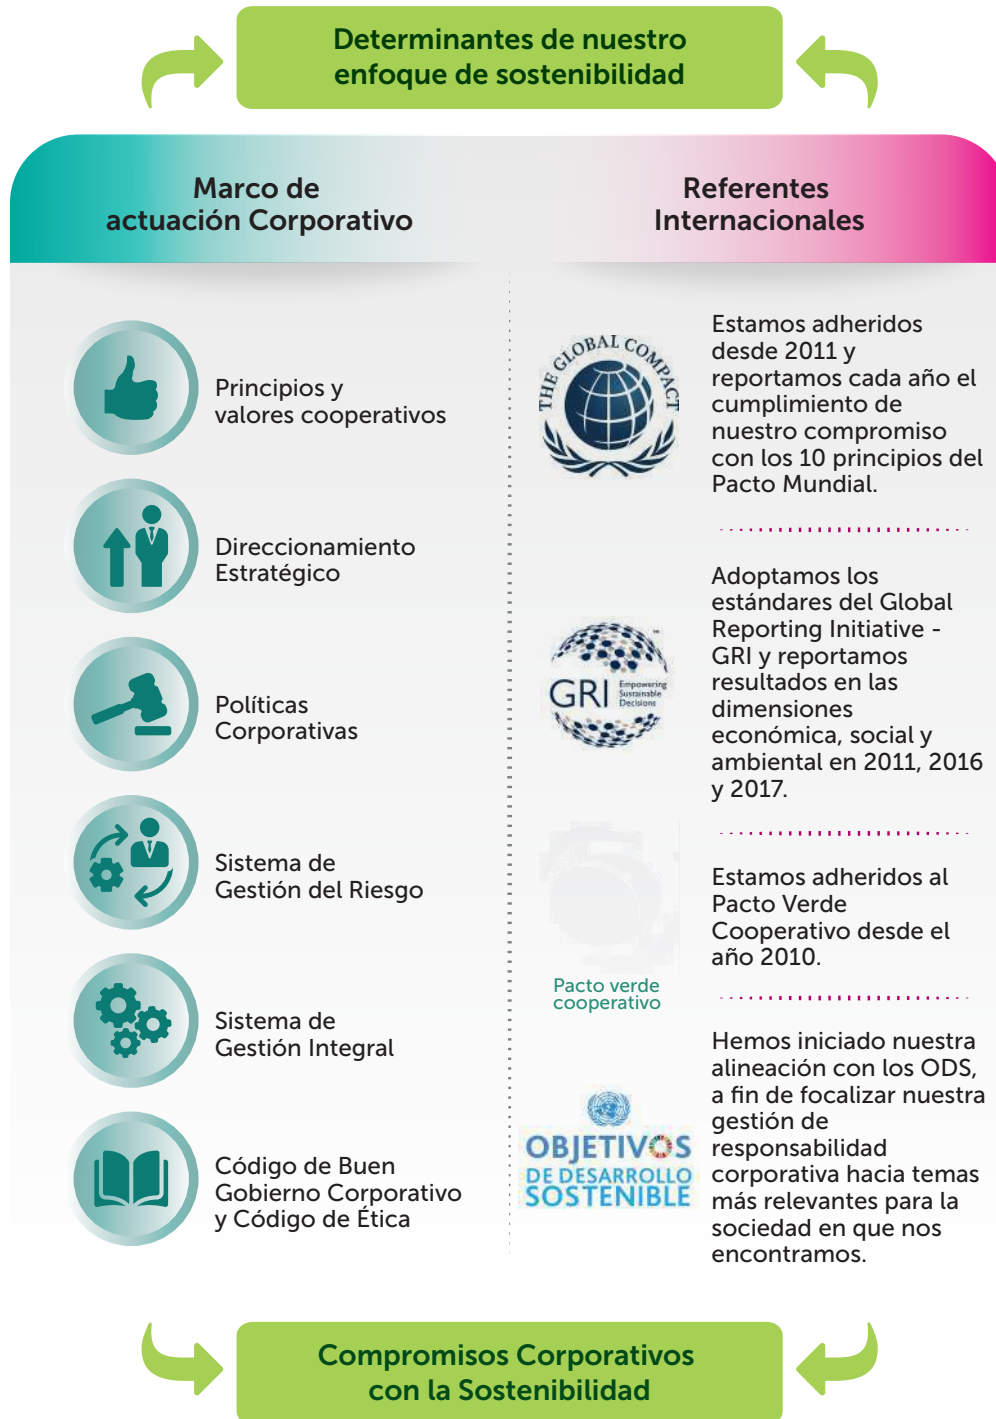 Determinantes de nuestro
enfoque de sostenibilidad
Marco de
actuación Corporativo
Principios y
valores cooperativos
Direccionamiento
Estratégico
Políticas
Corporativas
Sistema de
Gestión del Riesgo
Sistema de
Gestión Integral
Código de Buen
Gobierno Corporativo
y Código de Ética
Referentes
Internacionales
THE GLOBAL COMPACT
Estamos adheridos
desde 2011 y
reportamos cada año el
cumplimiento de
nuestro compromiso
con los 10 principios del
Pacto Mundial.
GRI
Empowering
Sustainable
Decisions
Adoptamos los
estándares del Global
Reporting Initiative -
GRI y reportamos
resultados en las
dimensiones
económica, social y
ambiental en 2011, 2016
y 2017.
Pacto verde
cooperativo
Estamos adheridos al
Pacto Verde
Cooperativo desde el
año 2010.
OBJETIVOS
DE DESARROLLO
SOSTENIBLE
Hemos iniciado nuestra
alineación con los ODS,
a fin de focalizar nuestra
gestión de
responsabilidad
corporativa hacia temas
más relevantes para la
sociedad en que nos
encontramos.
Compromisos Corporativos
con la Sostenibilidad